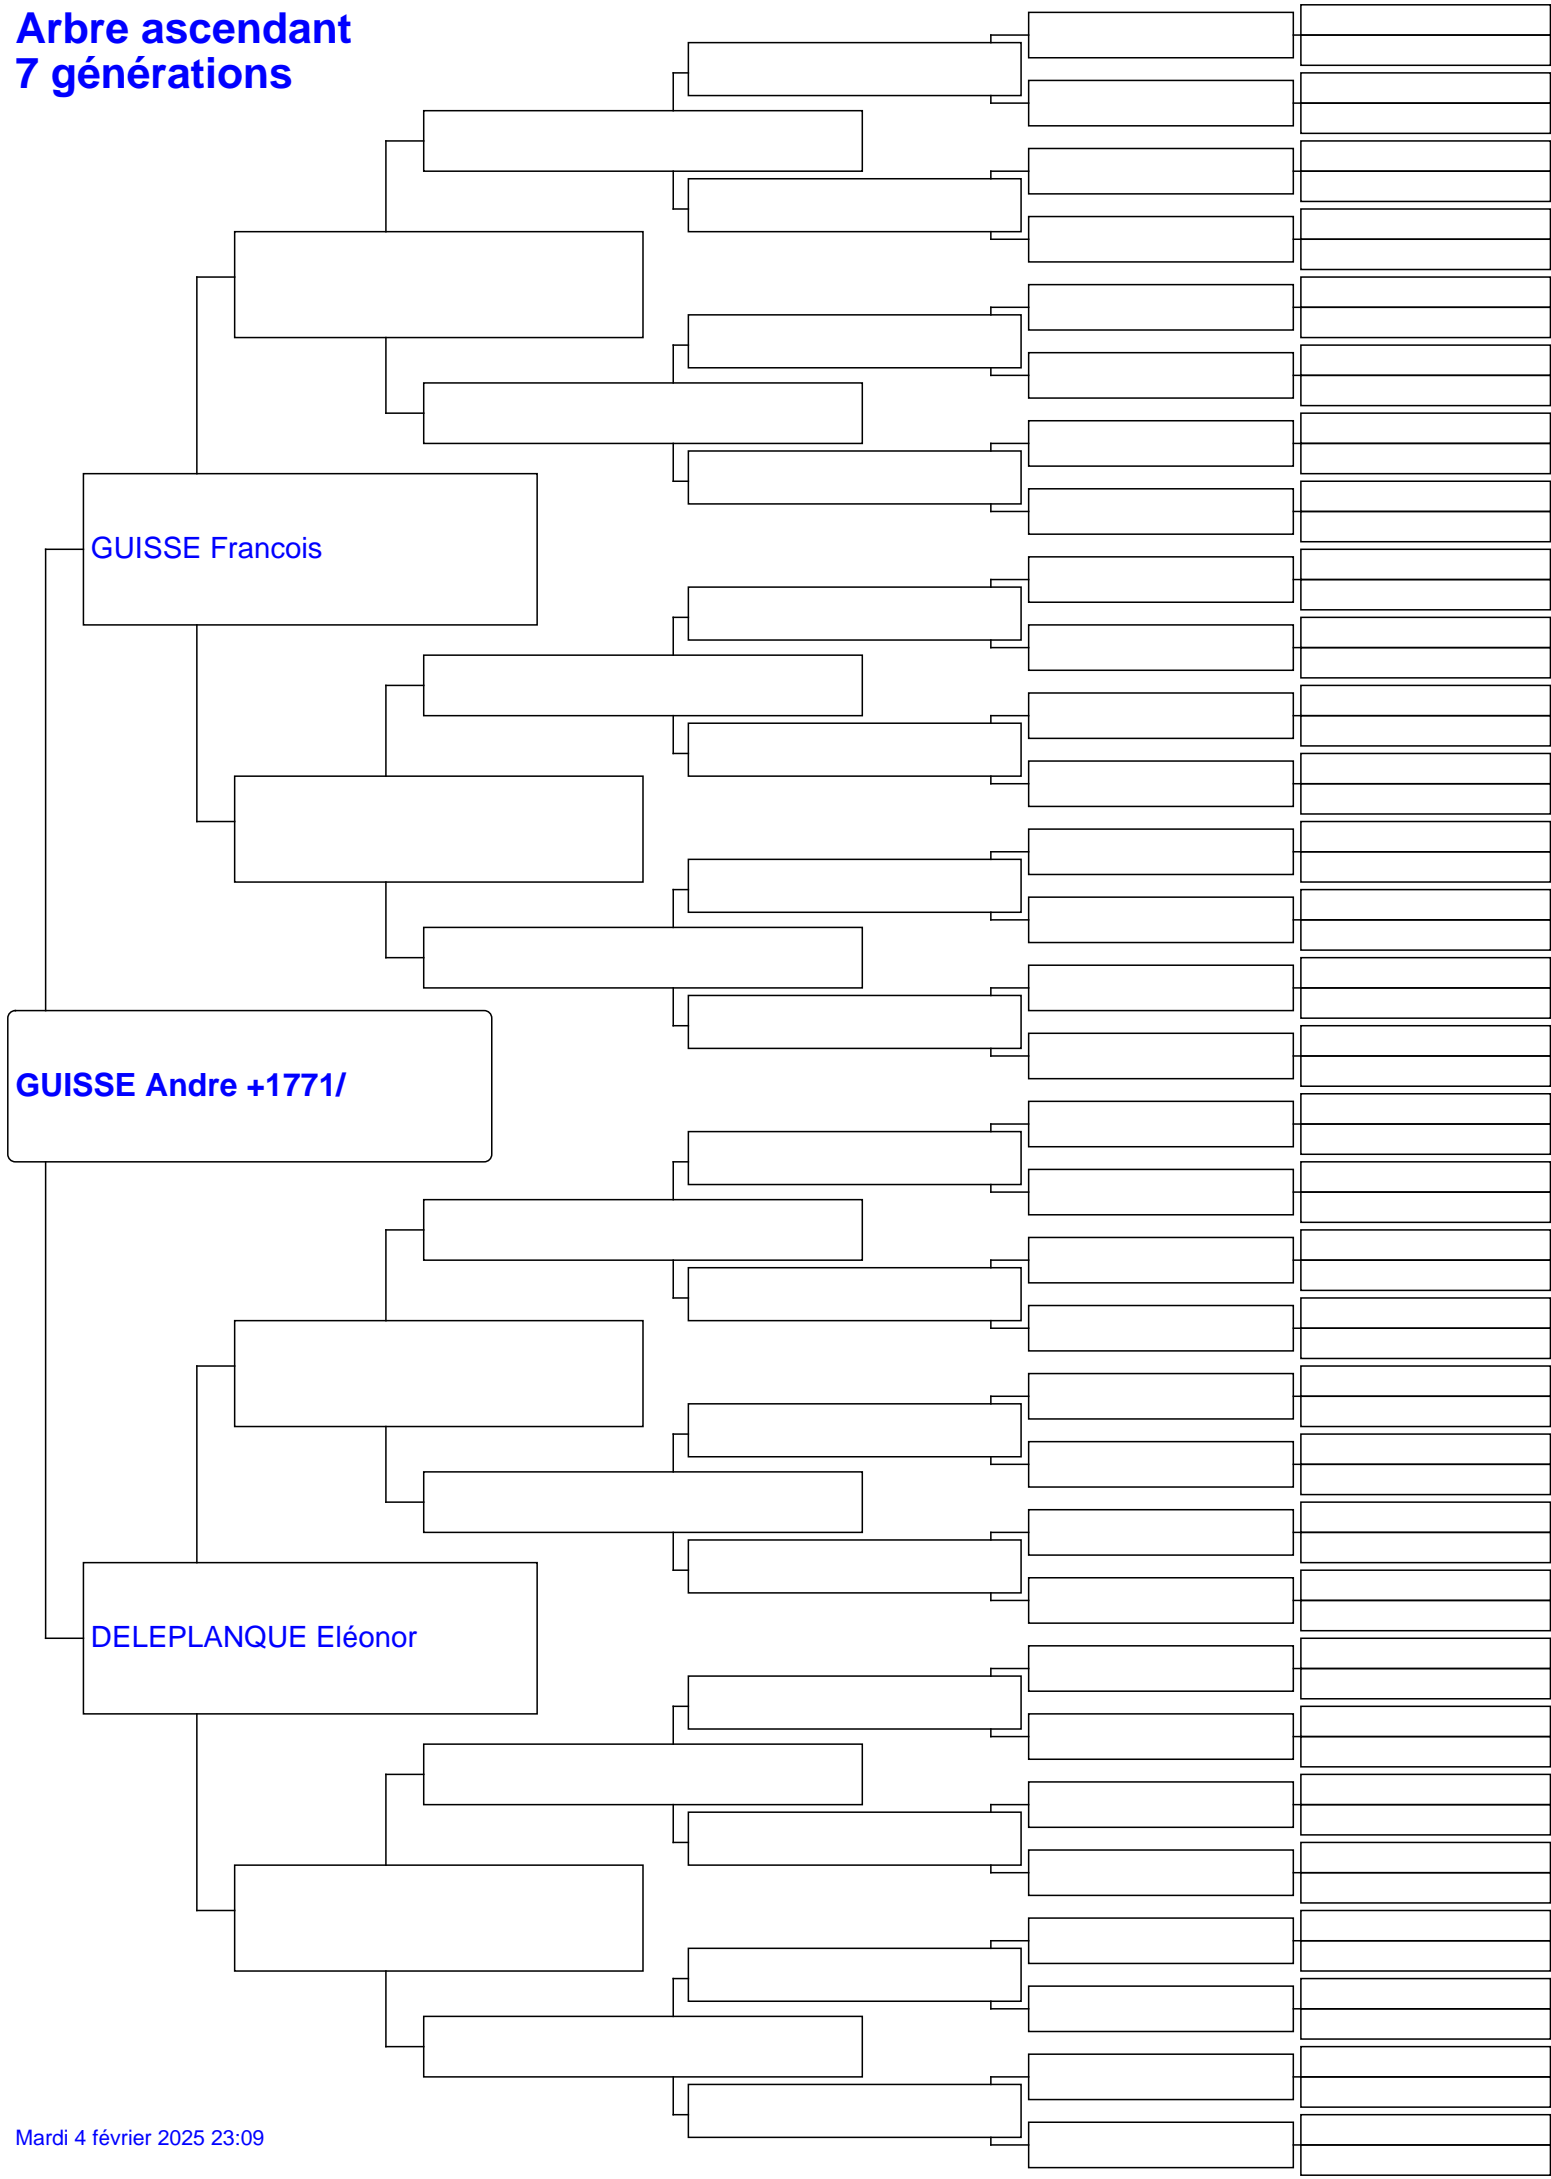 Arbre ascendant
7 générations
GUISSE Francois
GUISSE Andre +1771/
DELEPLANQUE Eléonor
Mardi 4 février 2025 23:09